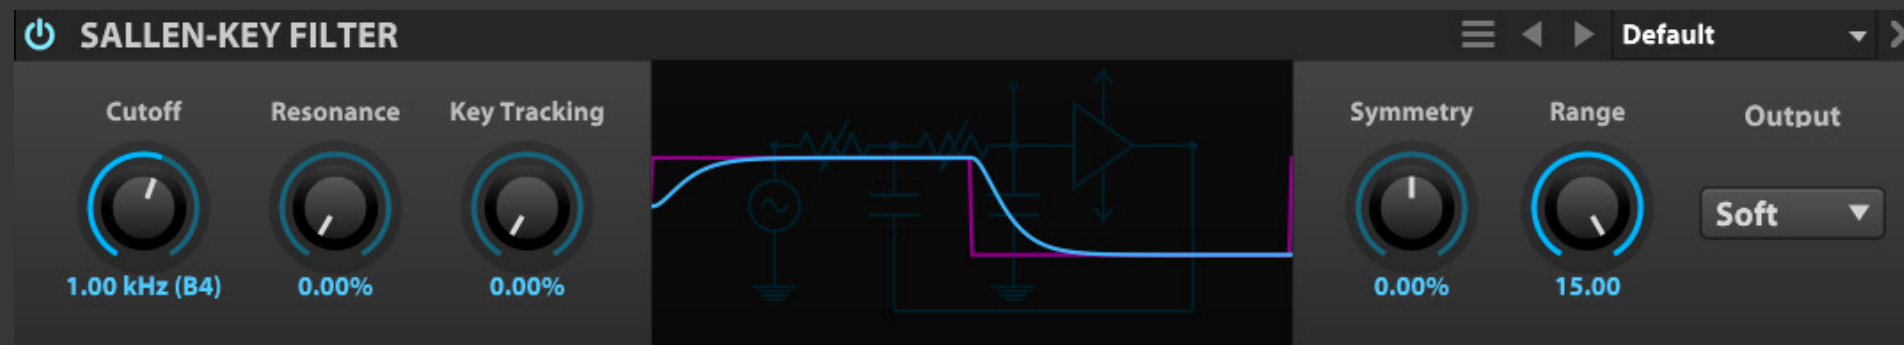 SALLEN-KEY FILTER
Default
Cutoff
Resonance
Key Tracking
Symmetry
Range
Output
Soft
1.00 kHz (B4)
0.00%
0.00%
0.00%
15.00